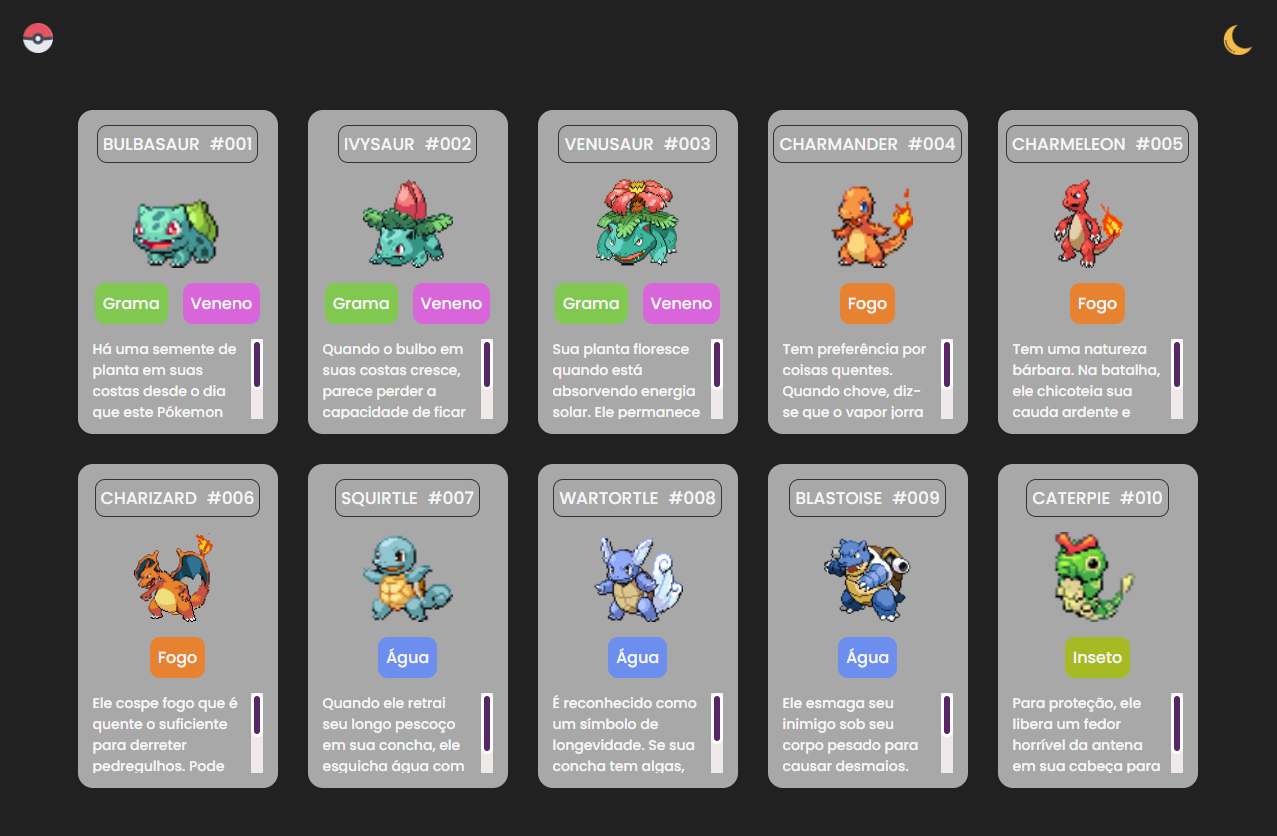 BULBASAUR #001
Grama Veneno
Há uma semente de
planta em suas
costas desde o dia
que este Pókemon
IVYSAUR #002
Grama Veneno
Quando o bulbo em
suas costas cresce,
parece perder a
capacidade de ficar
VENUSAUR #003
Grama Veneno
Sua planta floresce
quando está
absorvendo energia
solar. Ele permanece
CHARMANDER #004
Fogo
Tem preferência por
coisas quentes.
Quando chove, diz-
se que o vapor jorra
CHARMELEON #005
Fogo
Tem uma natureza
bárbara. Na batalha,
ele chicoteia sua
cauda ardente e
CHARIZARD #006
Fogo
Ele cospe fogo que é
quente o suficiente
para derreter
pedregulhos. Pode
SQUIRTLE #007
Água
Quando ele retrai
seu longo pescoço
em sua concha, ele
esguicha água com
WARTORTLE #008
Água
É reconhecido como
um símbolo de
longevidade. Se sua
concha tem algas,
BLASTOISE #009
Água
Ele esmaga seu
inimigo sob seu
corpo pesado para
causar desmaios.
CATERPIE #010
Inseto
Para proteção, ele
libera um fedor
horrível da antena
em sua cabeça para